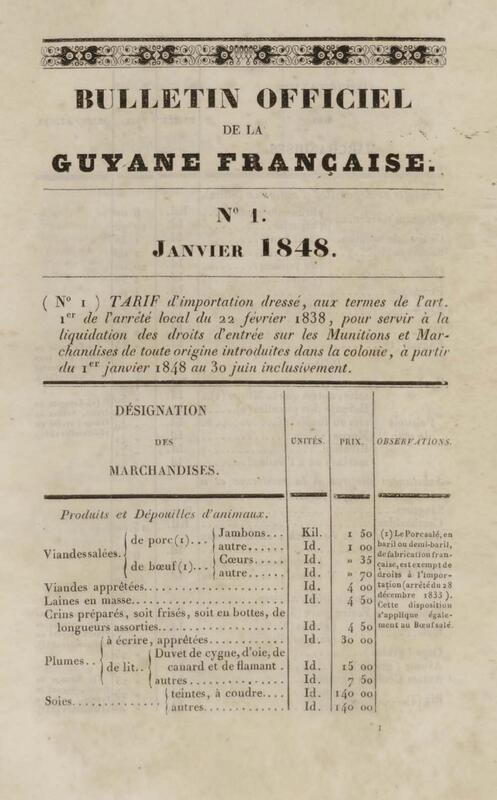 BULLETIN OFFICIEL
DE LA
GUYANE FRANÇAISE.
N° 1.
JANVIER 1848.
( N° 1 ) TARIF d'importation dressé, aux termes de l'art.
1er de l'arrêté local du 22 février 1838, pour servir à la
liquidation des droits d'entrée sur les Munitions et Mar-
chandises de toute origine introduites dans la colonie, à partir
du 1er janvier 1848 au 30 juin inclusivement.
DÉSIGNATION
DES
MARCHANDISES.
UNITÉS.
PRIX.
OBSERVATIONS.
Produits et Dépouilles d'animaux.
Viandes salées. de porc (1)... Jambons... Kil. 1 50
autre...... Id. 1 00
de bœuf (1)... Cœurs.... Id. » 35
autre...... Id. » 70
Viandes apprêtées................ Id. 4 00
Laines en masse................ Id. 4 50
Crins préparés, soit frisés, soit en bottes, de
longueurs assorties................ Id. 4 50
Plumes.. à écrire, apprêtées............ Id. 30 00
de lit.. Duvet de cygne, d'oie, de
canard et de flamant . Id. 15 00
autres................ Id. 7 50
Soies................ teintes, à coudre.... Id. 140 00
autres................ Id. 140 00
(1) Le Porc salé, en
baril ou demi-baril,
de fabrication fran-
çaise, est exempt de
droits à l'impor-
tation (arrêté du 28
décembre 1833 ).
Cette disposition
s'applique égale-
ment au Bœuf salé.
1